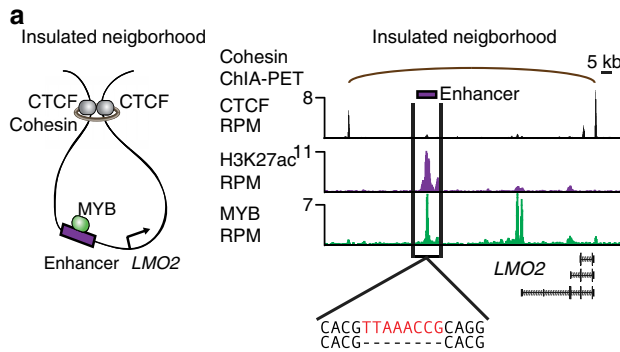 a
Insulated neigborhood
CTCF CTCF
Cohesin
MYB
Enhancer LMO2
Insulated neigborhood
Cohesin
ChIA-PET
5 kb
CTCF
RPM
8
Enhancer
H3K27ac
RPM
11
MYB
RPM
7
LMO2
CACGTTAAACCGCAGG
CACG--------CACG